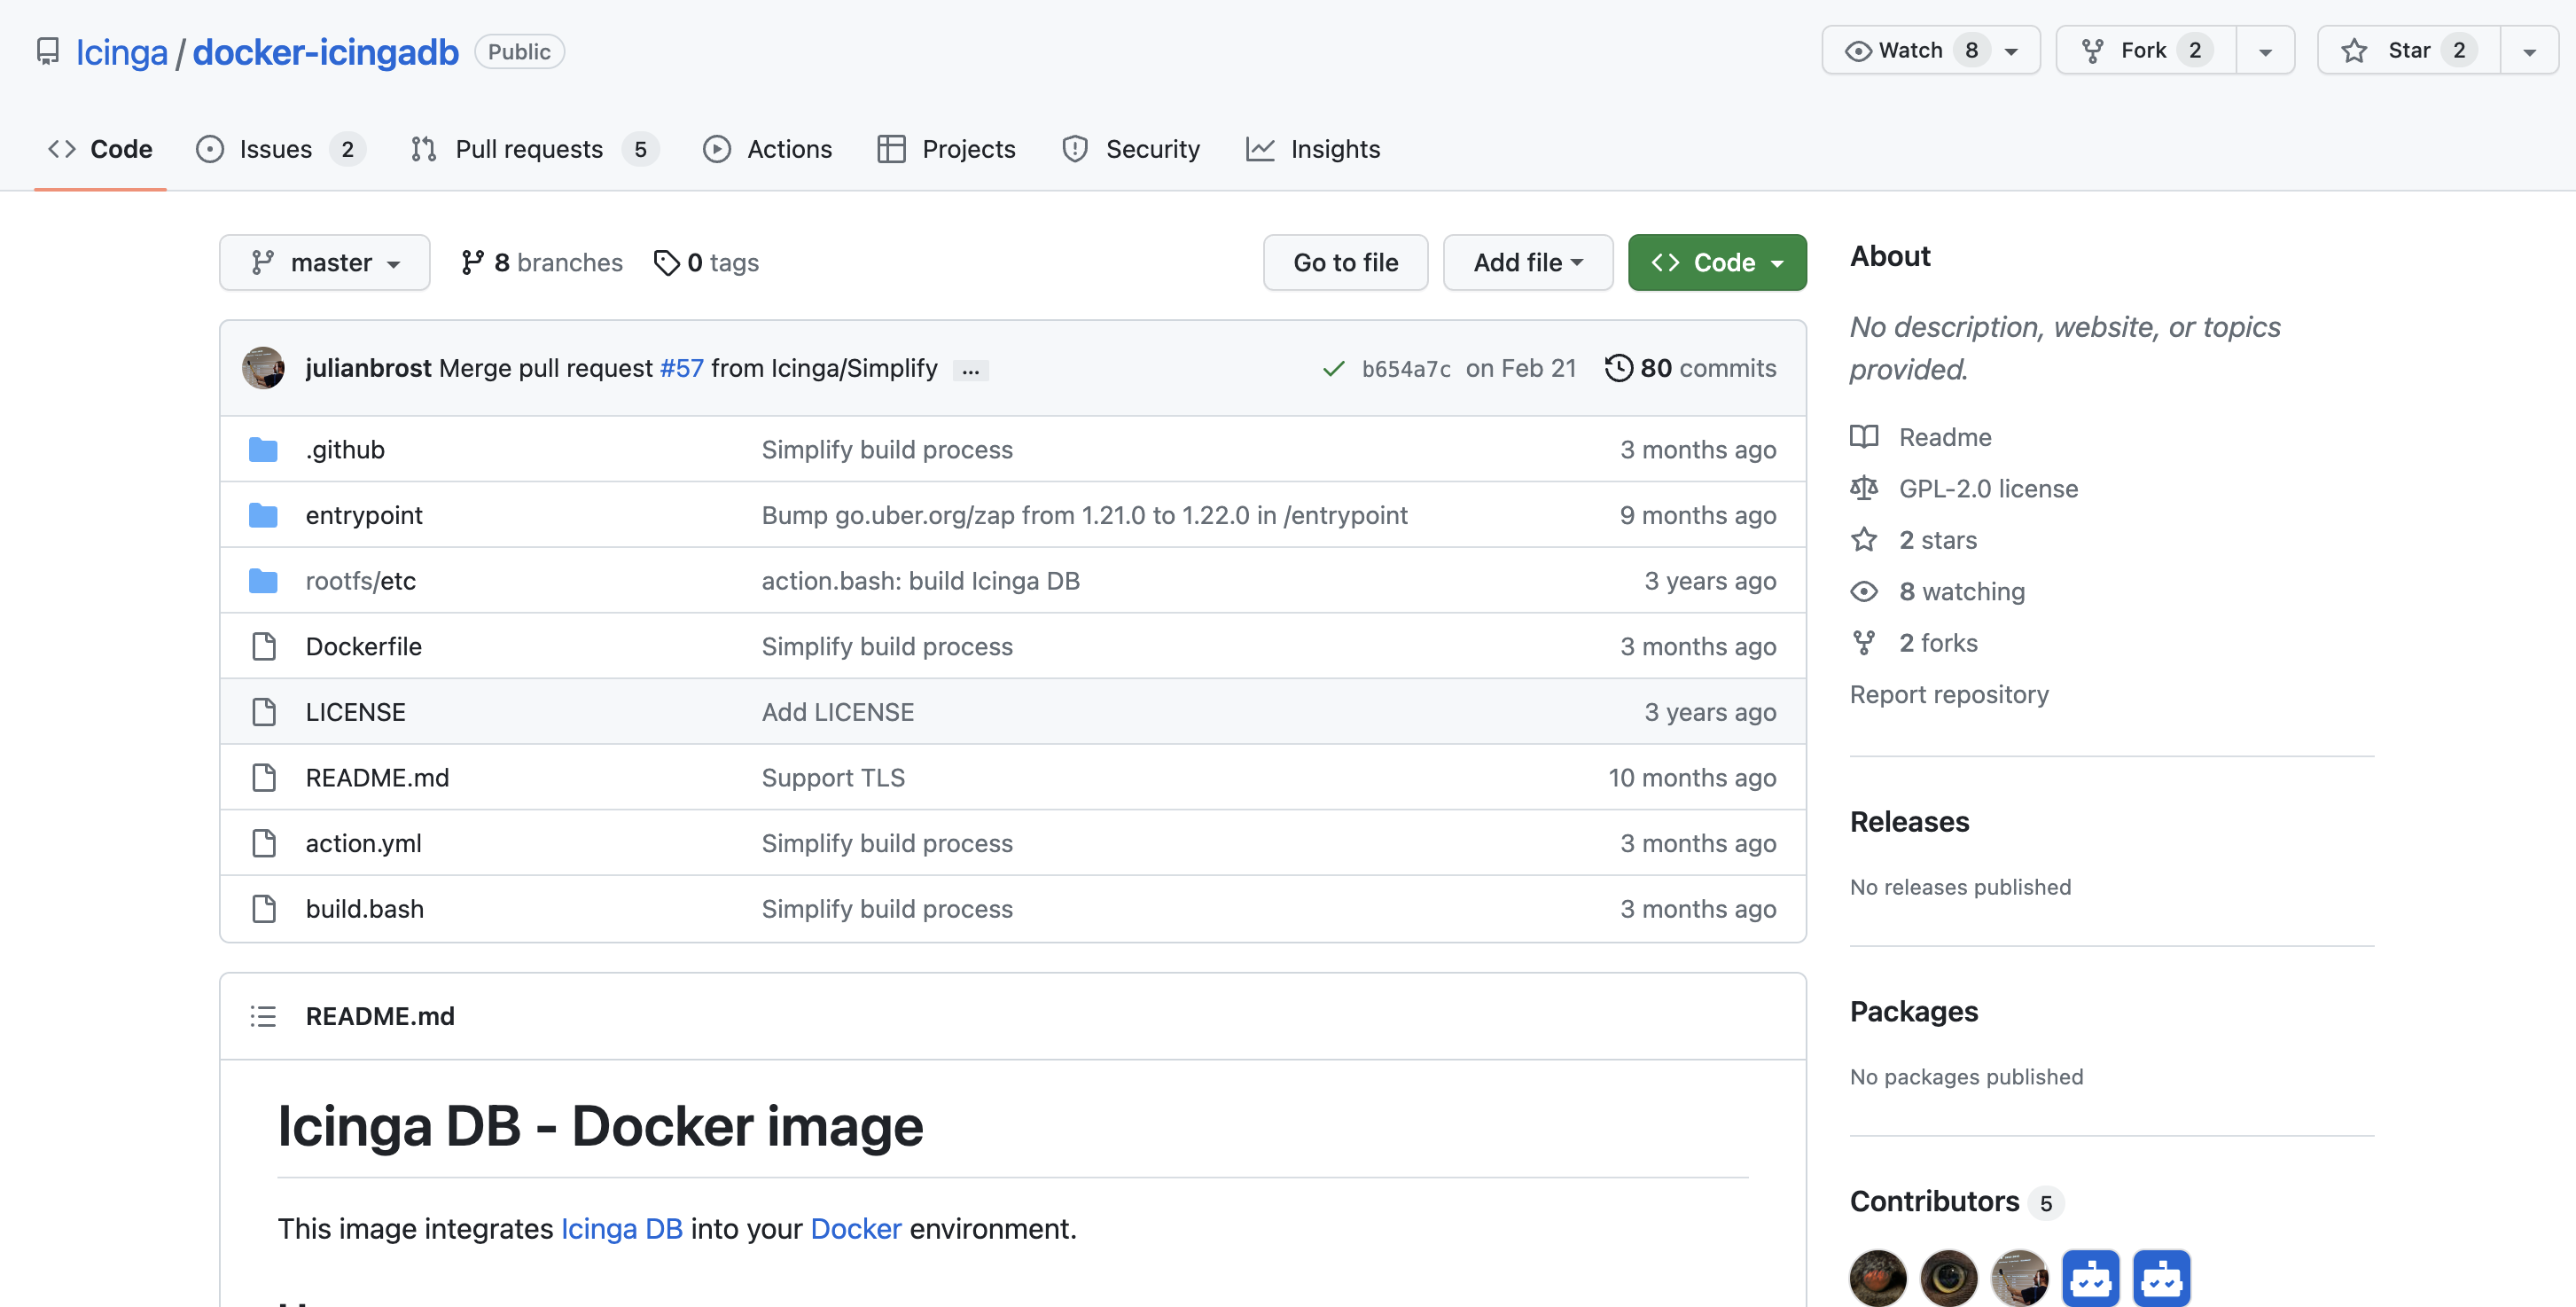 Icinga / docker-icingadb Public
Watch 8 Fork 2 Star 2
Code Issues 2 Pull requests 5 Actions Projects Security Insights
master 8 branches 0 tags Go to file Add file Code
julianbrost Merge pull request #57 from Icinga/Simplify ... b654a7c on Feb 21 80 commits
.github Simplify build process 3 months ago
entrypoint Bump go.uber.org/zap from 1.21.0 to 1.22.0 in /entrypoint 9 months ago
rootfs/etc action.bash: build Icinga DB 3 years ago
Dockerfile Simplify build process 3 months ago
LICENSE Add LICENSE 3 years ago
README.md Support TLS 10 months ago
action.yml Simplify build process 3 months ago
build.bash Simplify build process 3 months ago
README.md
Icinga DB - Docker image
This image integrates Icinga DB into your Docker environment.
About
No description, website, or topics
provided.
Readme
GPL-2.0 license
2 stars
8 watching
2 forks
Report repository
Releases
No releases published
Packages
No packages published
Contributors 5